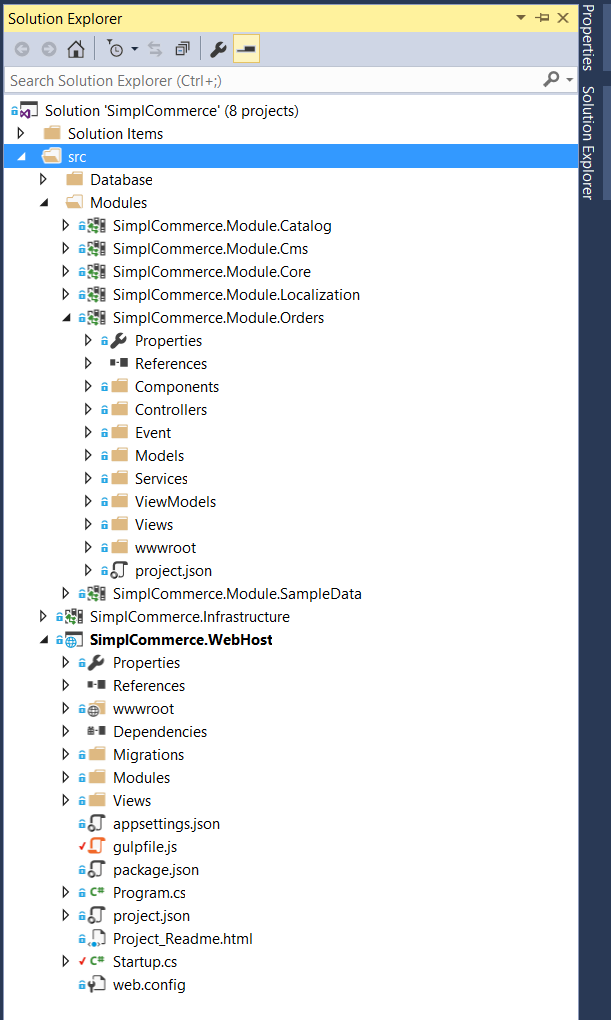 Solution Explorer
Search Solution Explorer (Ctrl+;)
Solution 'SimplCommerce' (8 projects)
Solution Items
src
Database
Modules
SimplCommerce.Module.Catalog
SimplCommerce.Module.Cms
SimplCommerce.Module.Core
SimplCommerce.Module.Localization
SimplCommerce.Module.Orders
Properties
References
Components
Controllers
Event
Models
Services
ViewModels
Views
wwwroot
project.json
SimplCommerce.Module.SampleData
SimplCommerce.Infrastructure
SimplCommerce.WebHost
Properties
References
wwwroot
Dependencies
Migrations
Modules
Views
appsettings.json
gulpfile.js
package.json
C# Program.cs
project.json
Project_Readme.html
C# Startup.cs
web.config
Properties
Solution Explorer